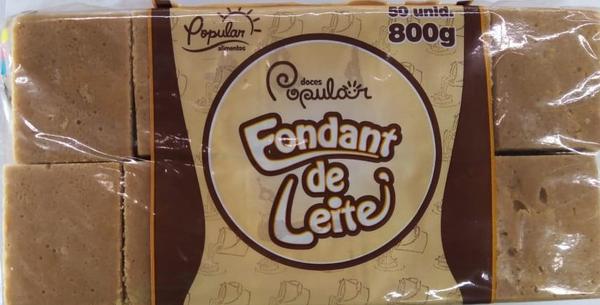 Popular
alimentos
50 unid.
800g
doces
Popular
Fondant
de
Leite